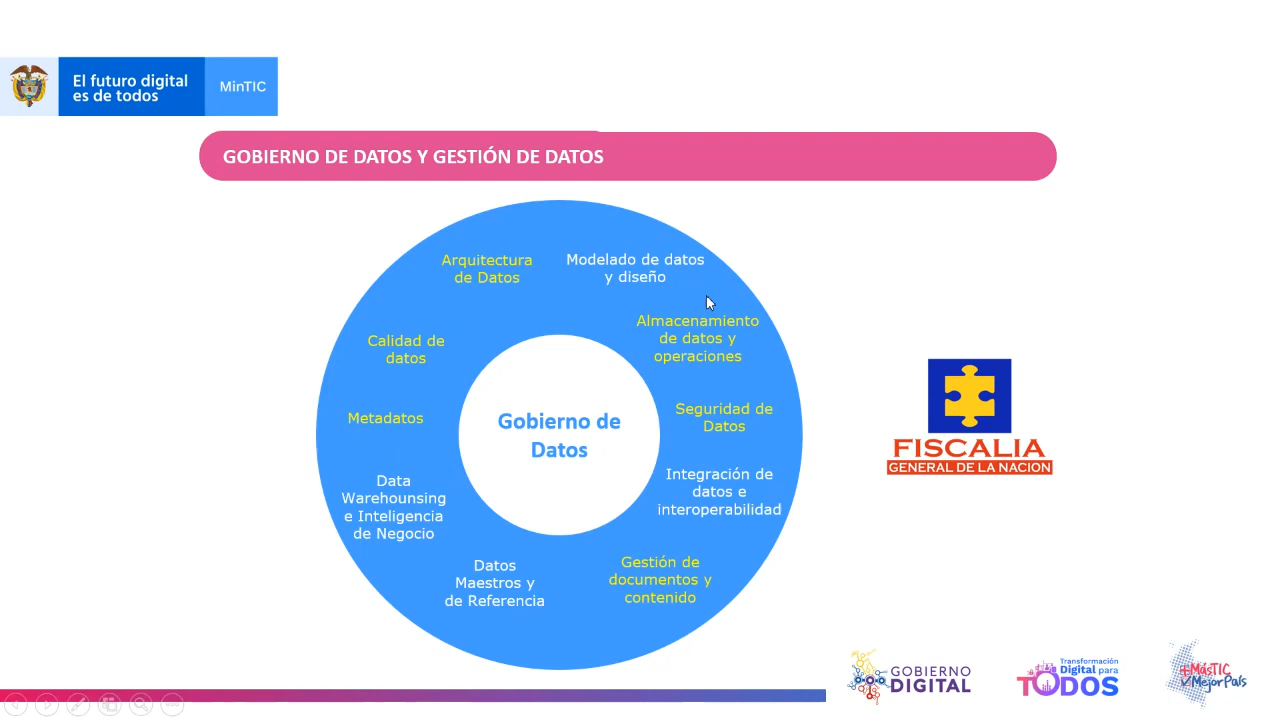 El futuro digital
es de todos
MinTIC
GOBIERNO DE DATOS Y GESTIÓN DE DATOS
Arquitectura
de Datos
Modelado de datos
y diseño
Almacenamiento
de datos y
operaciones
Seguridad de
Datos
Integración de
datos e
interoperabilidad
Gestión de
documentos y
contenido
Datos
Maestros y
de Referencia
Data
Warehounsing
e Inteligencia
de Negocio
Metadatos
Calidad de
datos
Gobierno de
Datos
FISCALIA
GENERAL DE LA NACION
GOBIERNO
DIGITAL
Transformación
Digital para
TODOS
+MásTIC
MejorPaís